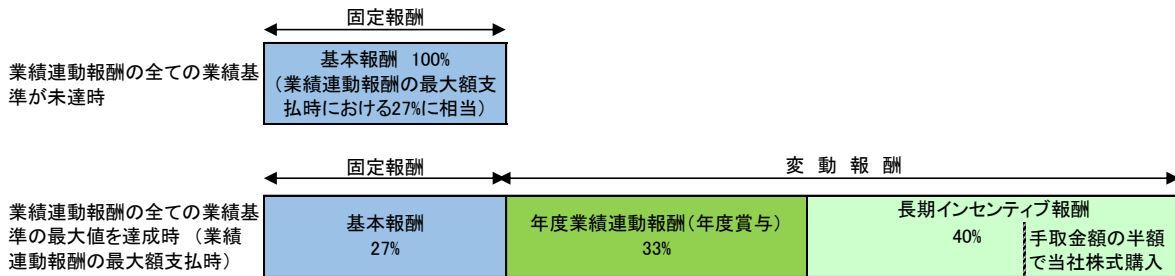 固定報酬
業績連動報酬の全ての業績基
準が未達時
基本報酬 100%
(業績連動報酬の最大額支
払時における27%に相当)
固定報酬
変 動 報 酬
業績連動報酬の全ての業績基
準の最大値を達成時 (業績
連動報酬の最大額支払時)
基本報酬
27%
年度業績連動報酬(年度賞与)
33%
長期インセンティブ報酬
40%
手取金額の半額
で当社株式購入